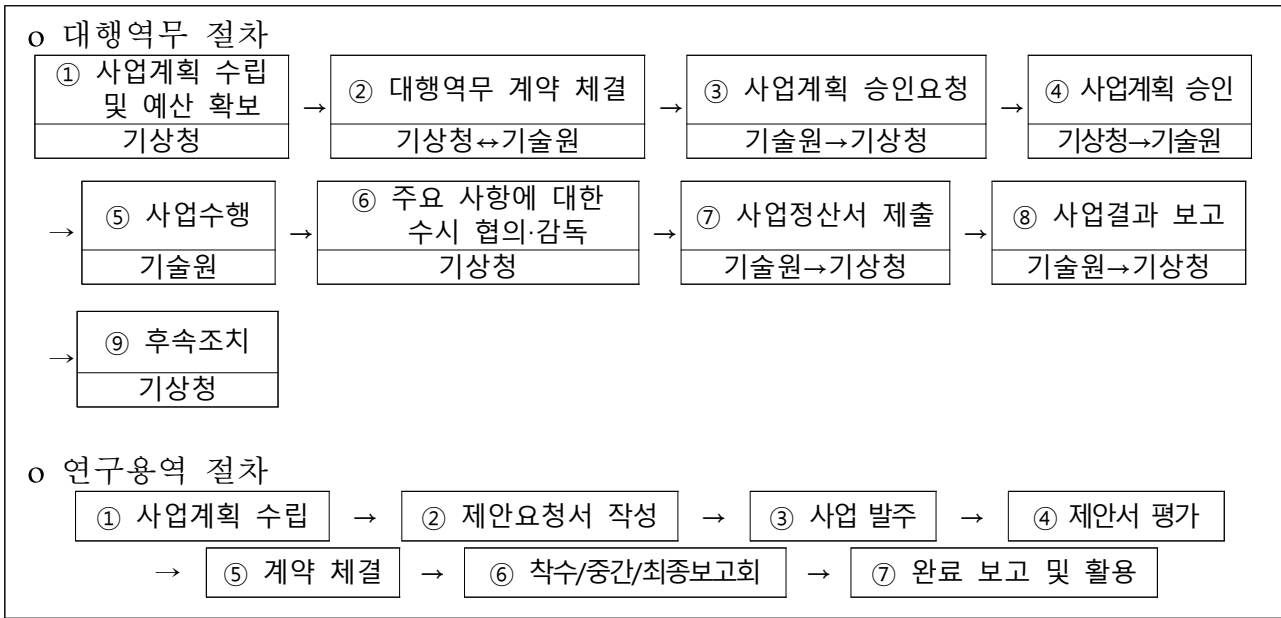 o 대행역무 절차
① 사업계획 수립
및 예산 확보
기상청
→
② 대행역무 계약 체결
기상청↔기술원
→
③ 사업계획 승인요청
기술원→기상청
→
④ 사업계획 승인
기상청→기술원
→
⑤ 사업수행
기술원
→
⑥ 주요 사항에 대한
수시 협의·감독
기상청
→
⑦ 사업정산서 제출
기술원→기상청
→
⑧ 사업결과 보고
기술원→기상청
→
⑨ 후속조치
기상청
o 연구용역 절차
① 사업계획 수립 → ② 제안요청서 작성 → ③ 사업 발주 → ④ 제안서 평가
→ ⑤ 계약 체결 → ⑥ 착수/중간/최종보고회 → ⑦ 완료 보고 및 활용